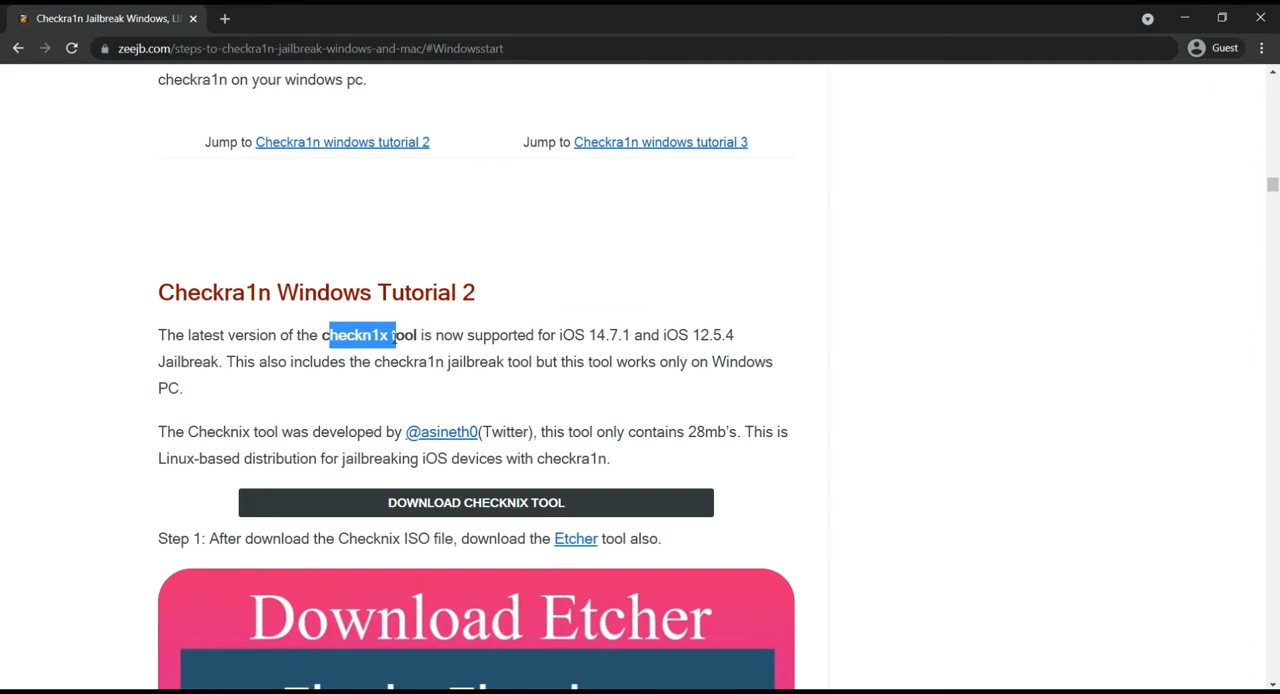 Checkra1n Jailbreak Windows, Li
zeejb.com/steps-to-checkra1n-jailbreak-windows-and-mac/#Windowsstart
Guest
checkra1n on your windows pc.
Jump to Checkra1n windows tutorial 2
Jump to Checkra1n windows tutorial 3
Checkra1n Windows Tutorial 2
The latest version of the checkn1x tool is now supported for iOS 14.7.1 and iOS 12.5.4
Jailbreak. This also includes the checkra1n jailbreak tool but this tool works only on Windows
PC.
The Checknix tool was developed by @asineth0(Twitter), this tool only contains 28mb’s. This is
Linux-based distribution for jailbreaking iOS devices with checkra1n.
DOWNLOAD CHECKNIX TOOL
Step 1: After download the Checknix ISO file, download the Etcher tool also.
Download Etcher